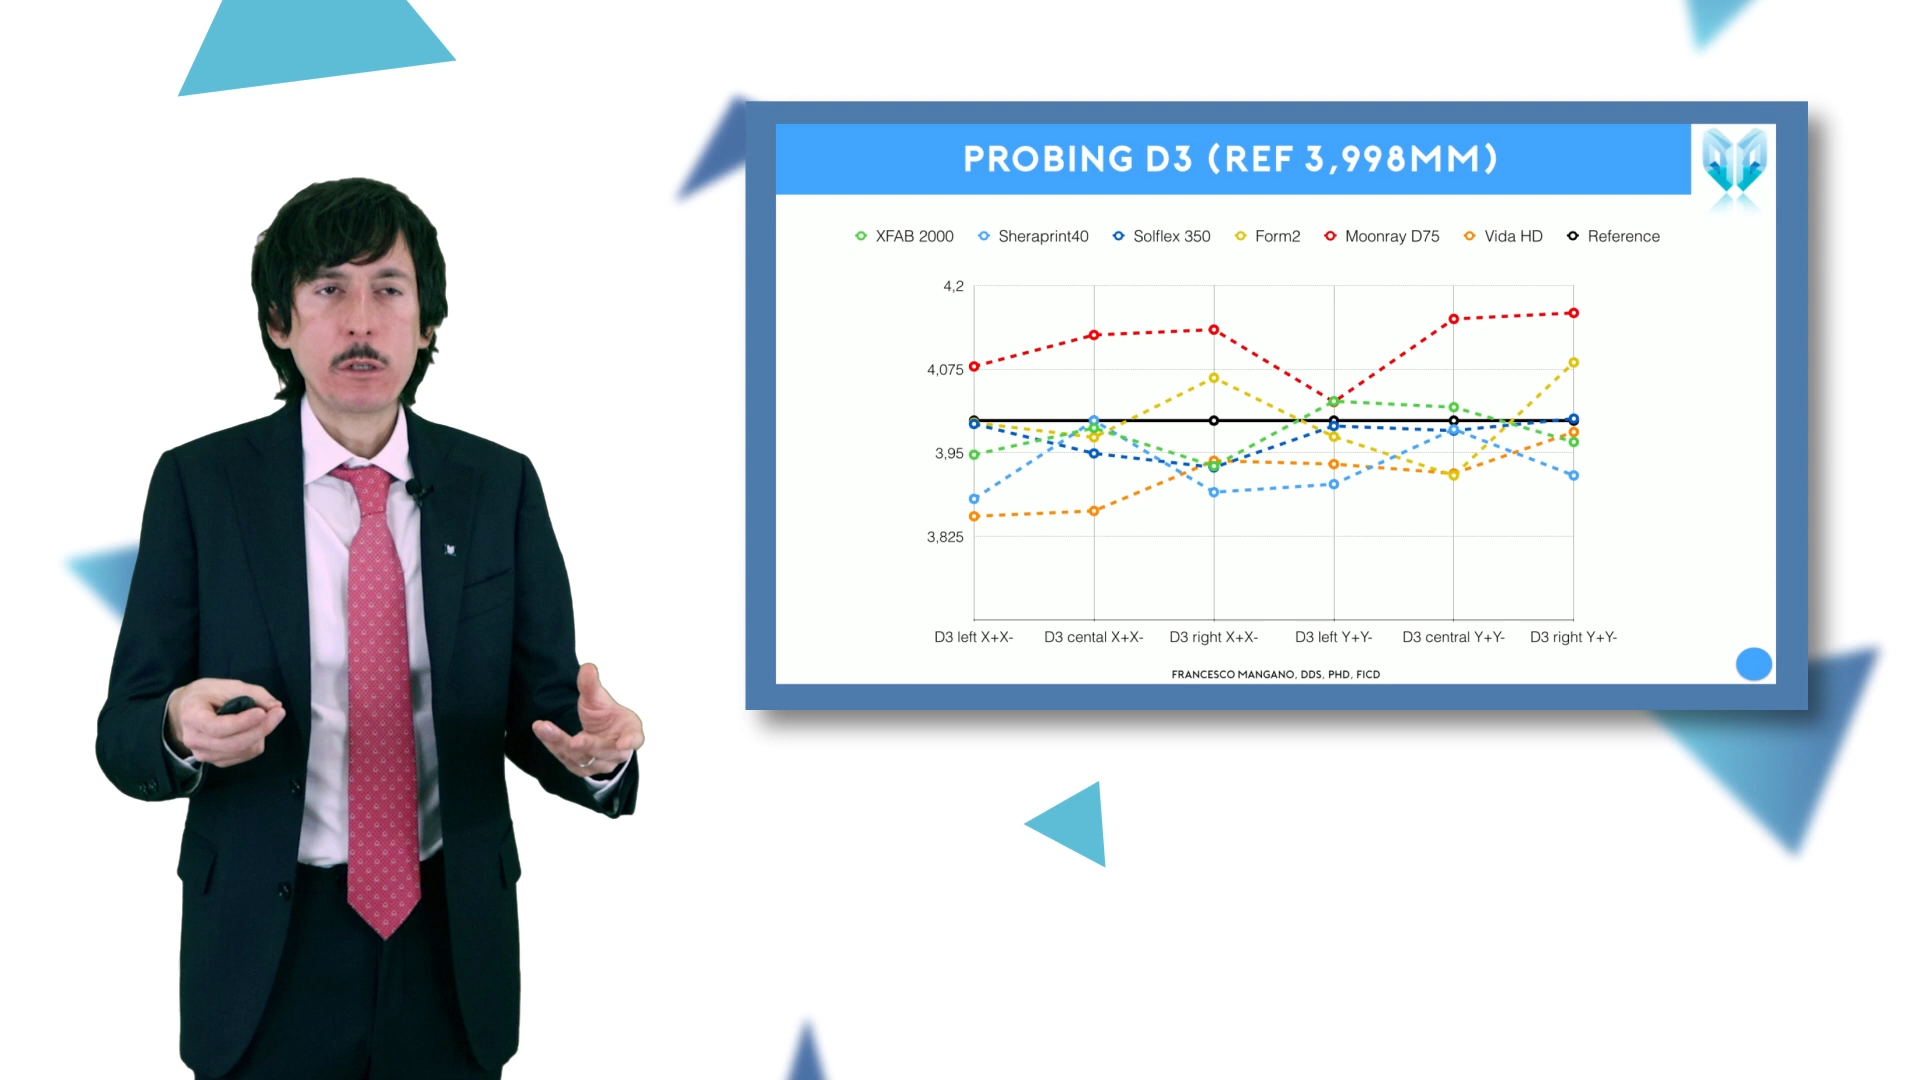 PROBING D3 (REF 3,998MM)
XFAB 2000 Sheraprint40 Solflex 350 Form2 Moonray D75 Vida HD Reference
4,2
4,075
3,95
3,825
D3 left X+X- D3 cental X+X- D3 right X+X- D3 left Y+Y- D3 central Y+Y- D3 right Y+Y-
FRANCESCO MANGANO, DDS, PHD, FICD